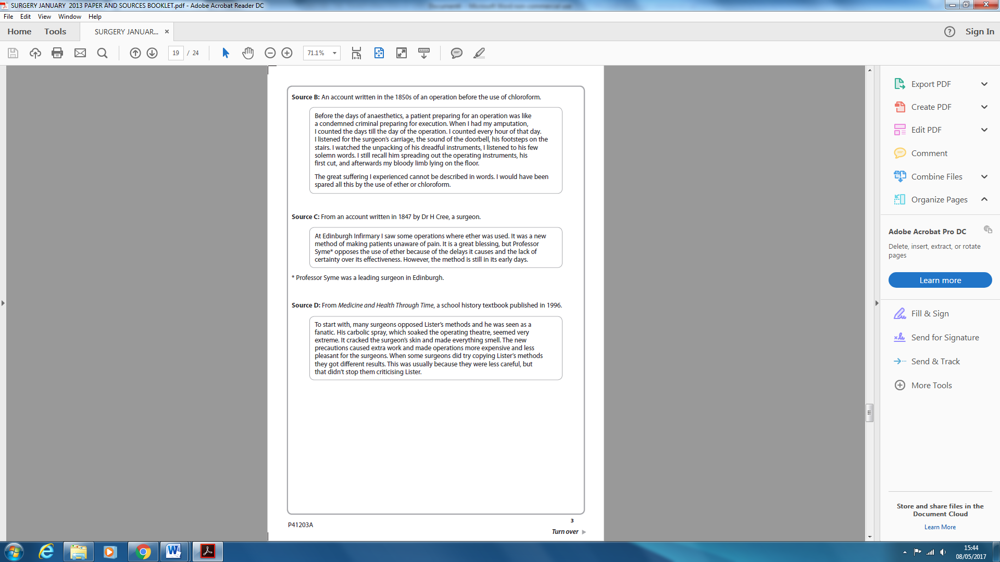 SURGERY JANUARY  2013 PAPER AND SOURCES BOOKLET.pdf - Adobe Acrobat Reader DC
File Edit View Window Help
Home Tools SURGERY JANUAR... × Sign In
19 / 24 71.1%
Source B: An account written in the 1850s of an operation before the use of chloroform.
Before the days of anaesthetics, a patient preparing for an operation was like
a condemned criminal preparing for execution. When I had my amputation,
I counted the days till the day of the operation. I counted every hour of that day.
I listened for the surgeon's carriage, the sound of the doorbell, his footsteps on the
stairs. I watched the unpacking of his dreadful instruments, I listened to his few
solemn words. I still recall him spreading out the operating instruments, his
first cut, and afterwards my bloody limb lying on the floor.
The great suffering I experienced cannot be described in words. I would have been
spared all this by the use of ether or chloroform.
Source C: From an account written in 1847 by Dr H Cree, a surgeon.
At Edinburgh Infirmary I saw some operations where ether was used. It was a new
method of making patients unaware of pain. It is a great blessing, but Professor
Syme* opposes the use of ether because of the delays it causes and the lack of
certainty over its effectiveness. However, the method is still in its early days.
* Professor Syme was a leading surgeon in Edinburgh.
Source D: From Medicine and Health Through Time, a school history textbook published in 1996.
To start with, many surgeons opposed Lister's methods and he was seen as a
fanatic. His carbolic spray, which soaked the operating theatre, seemed very
extreme. It cracked the surgeon's skin and made everything smell. The new
precautions caused extra work and made operations more expensive and less
pleasant for the surgeons. When some surgeons did try copying Lister's methods
they got different results. This was usually because they were less careful, but
that didn't stop them criticising Lister.
P41203A
3
Turn over
Export PDF
Create PDF
Edit PDF
Comment
Combine Files
Organize Pages
Adobe Acrobat Pro DC
Delete, insert, extract, or rotate
pages
Learn more
Fill & Sign
Send for Signature
Send & Track
More Tools
Store and share files in the
Document Cloud
Learn More
15:44
08/05/2017